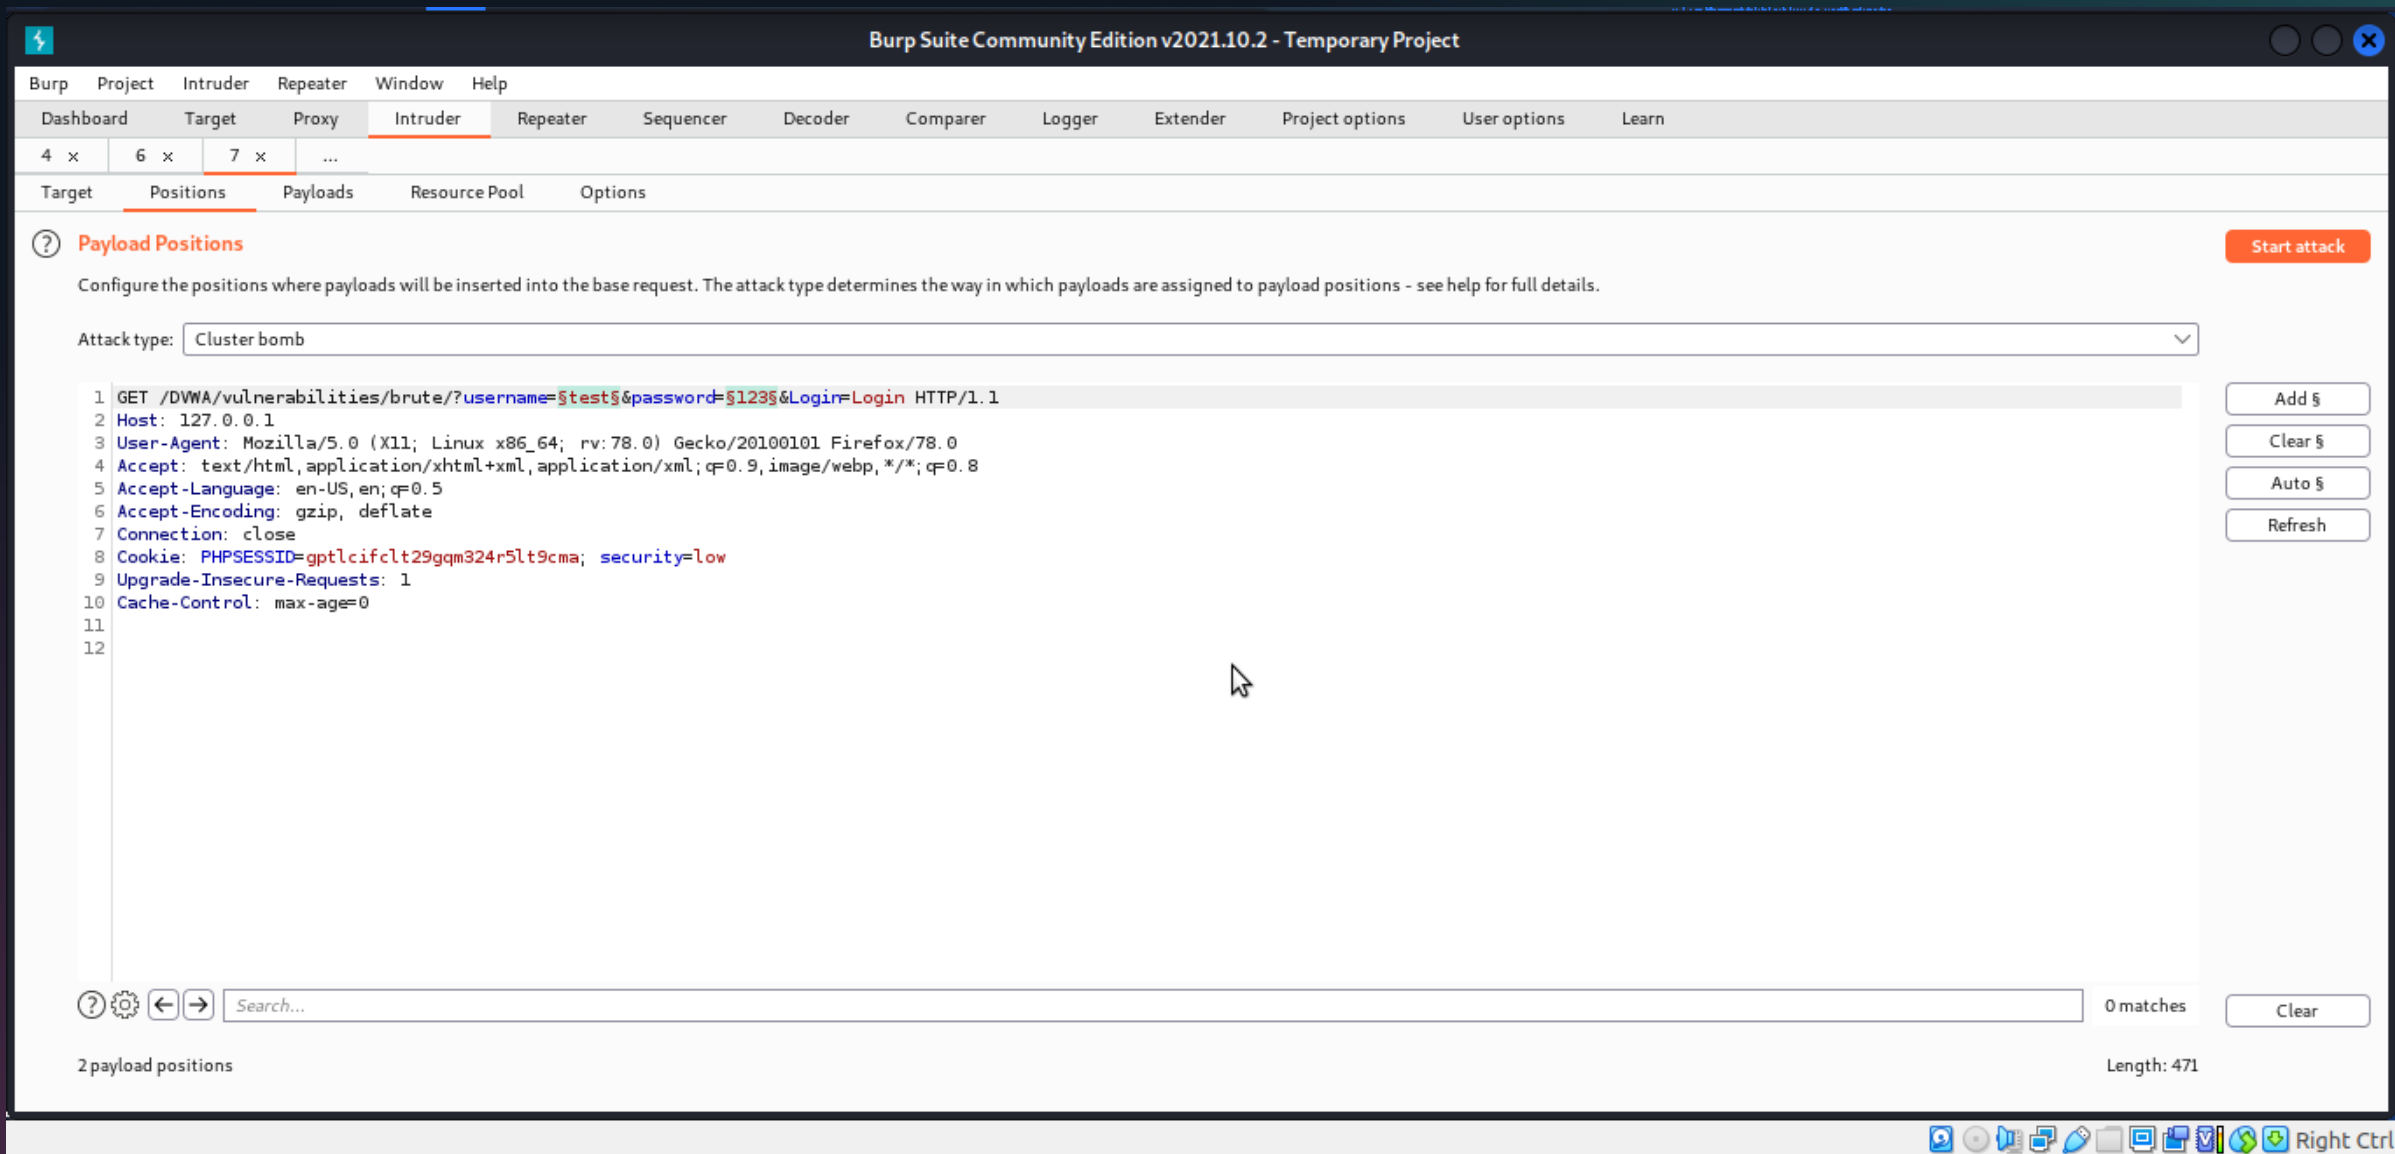 Burp Suite Community Edition v2021.10.2 - Temporary Project
Burp Project Intruder Repeater Window Help
Dashboard Target Proxy Intruder Repeater Sequencer Decoder Comparer Logger Extender Project options User options Learn
4 × 6 × 7 × ...
Target Positions Payloads Resource Pool Options
? Payload Positions
Start attack
Configure the positions where payloads will be inserted into the base request. The attack type determines the way in which payloads are assigned to payload positions - see help for full details.
Attack type: Cluster bomb
1 GET /DVWA/vulnerabilities/brute/?username=§test§&password=§123§&Login=Login HTTP/1.1
2 Host: 127.0.0.1
3 User-Agent: Mozilla/5.0 (X11; Linux x86_64; rv:78.0) Gecko/20100101 Firefox/78.0
4 Accept: text/html,application/xhtml+xml,application/xml;q=0.9,image/webp,*/*;q=0.8
5 Accept-Language: en-US,en;q=0.5
6 Accept-Encoding: gzip, deflate
7 Connection: close
8 Cookie: PHPSESSID=gptlcifclt29gqm324r5lt9cma; security=low
9 Upgrade-Insecure-Requests: 1
10 Cache-Control: max-age=0
11
12
Add §
Clear §
Auto §
Refresh
? Search... 0 matches
Clear
2 payload positions
Length: 471
Right Ctrl